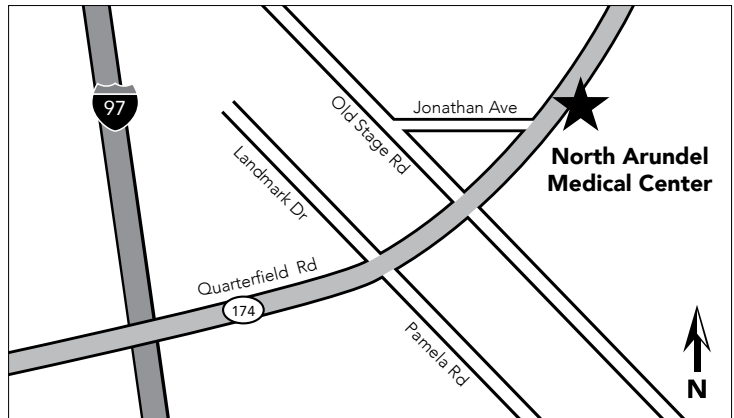 97
Jonathan Ave
Old Stage Rd
North Arundel
Medical Center
Landmark Dr
Quarterfield Rd
174
Pamela Rd
N